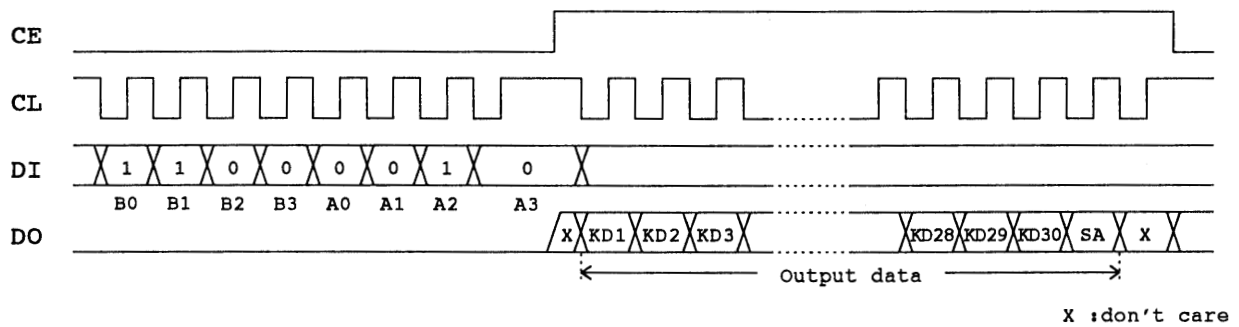 CE
CL
DI 1 1 0 0 0 0 1 0
B0 B1 B2 B3 A0 A1 A2 A3
DO X KD1 KD2 KD3 KD28 KD29 KD30 SA X
Output data
X :don't care